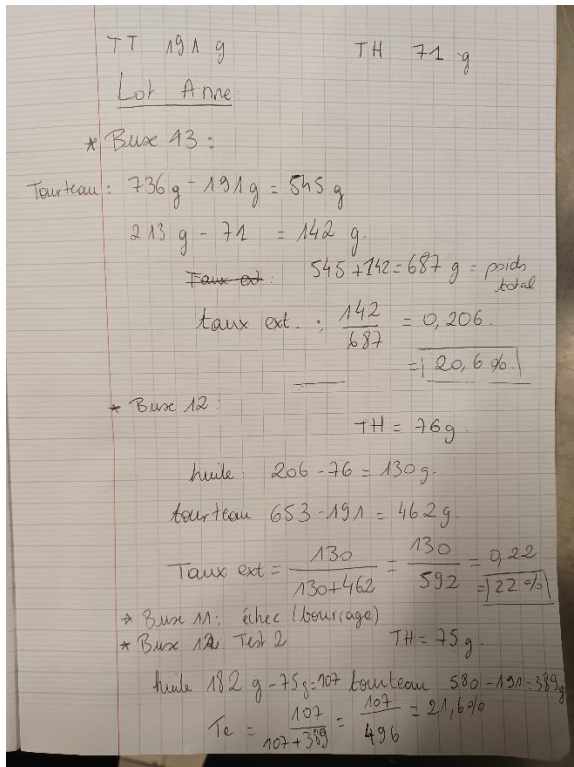 TT 191 g TH 71 g
Lot Anne
* Buse 13 :
Tourteau : 736 g - 191 g = 545 g
213 g - 71 = 142 g.
Taux ext : 545 + 142 = 687 g = poids total
taux ext. : 142/687 = 0,206.
= 20,6 %.
* Buse 12 :
TH = 76 g.
huile : 206 - 76 = 130 g.
tourteau 653 - 191 = 462 g.
Taux ext = 130/130+462 = 130/592 = 0,22
= 22 %
* Buse 11 : échec (bourrage)
* Buse 12 Test 2 TH = 75 g.
huile 182 g - 75 g = 107 tourteau 580 - 191 = 389 g
Te = 107/107+389 = 107/496 = 21,6 %